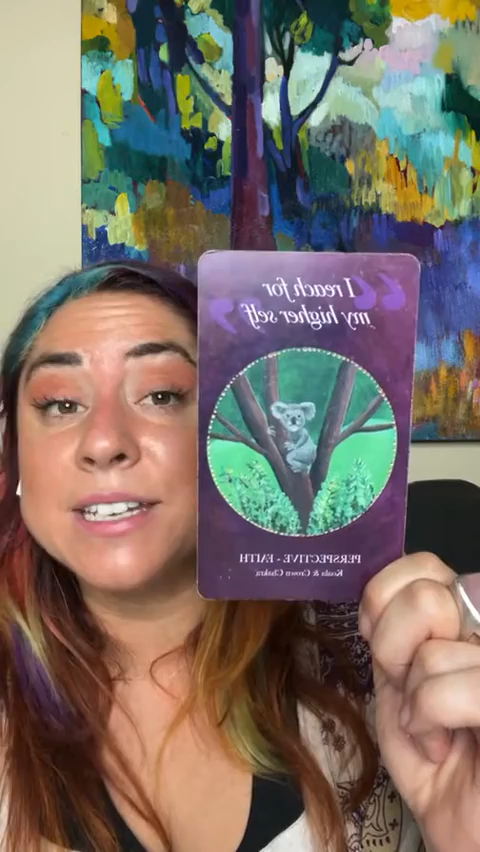 “I reach for
my higher self”
PERSPECTIVE - FAITH
Koala & Crown Chakra